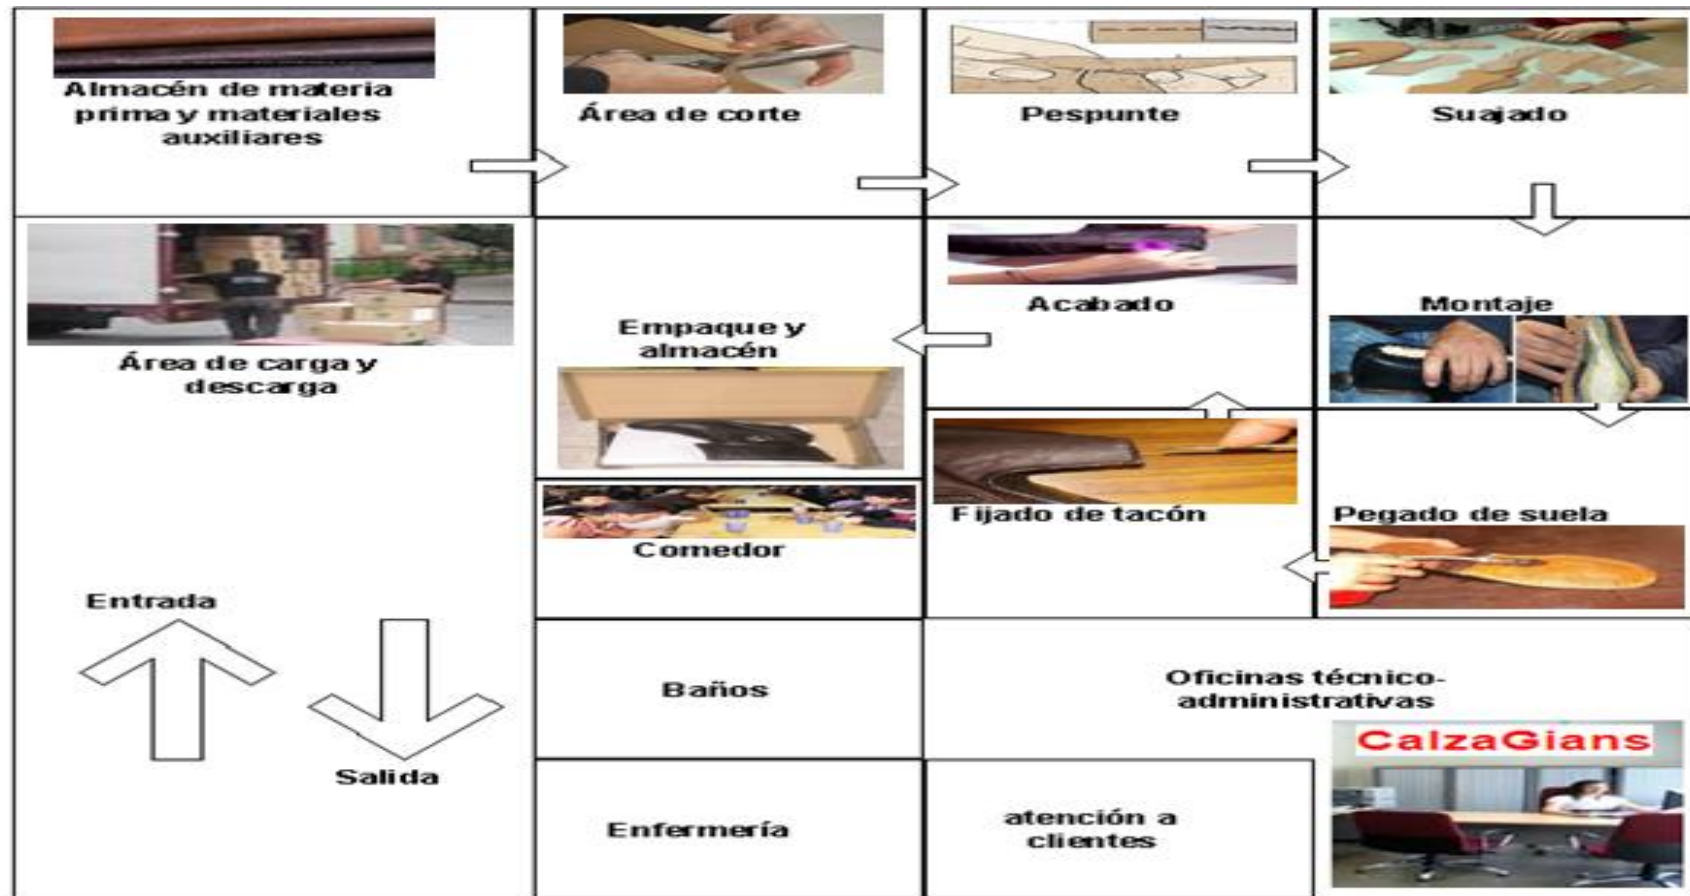 Almacén de materia
prima y materiales
auxiliares
Área de corte
Pespunte
Suajado
Área de carga y
descarga
Empaque y
almacén
Acabado
Montaje
Comedor
Fijado de tacón
Pegado de suela
Entrada
Salida
Baños
Oficinas técnico-
administrativas
CalzaGians
Enfermería
atención a
clientes